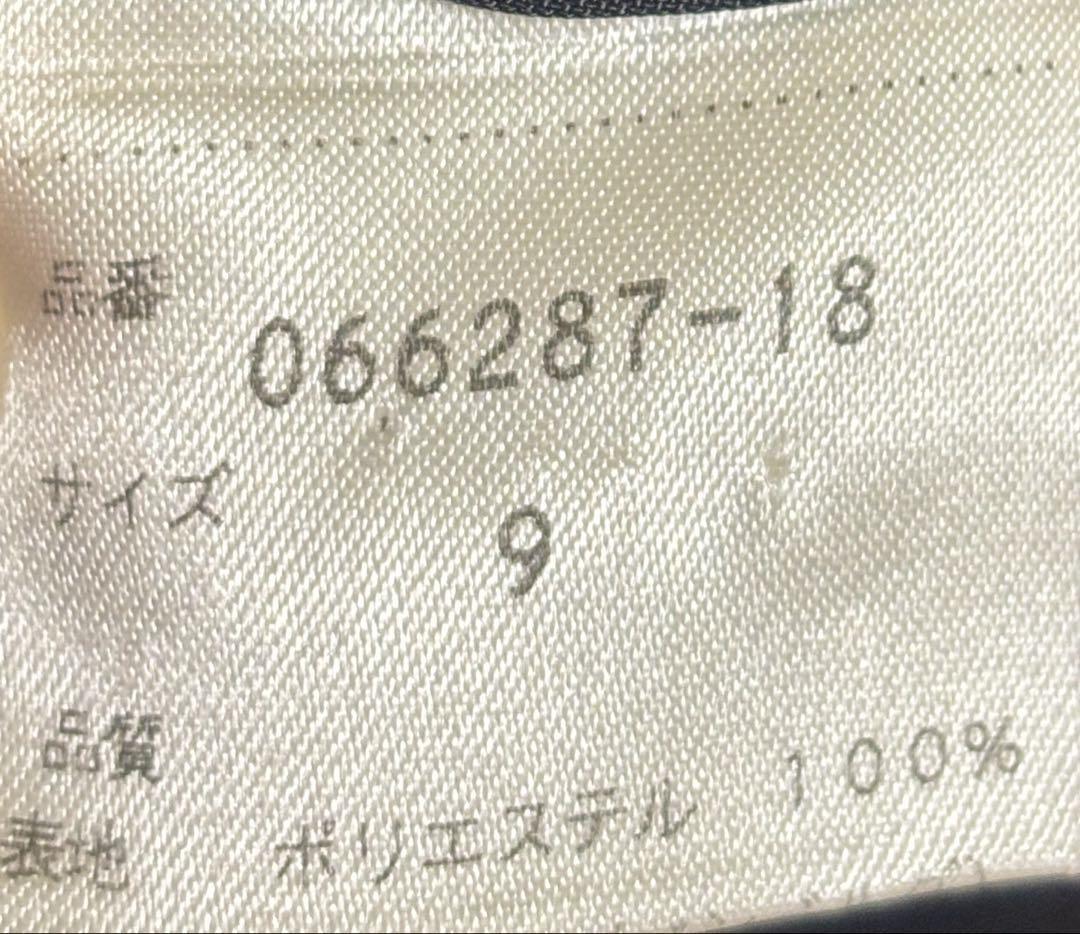 品番 066287-18
サイズ 9
品質
表地 ポリエステル 100%